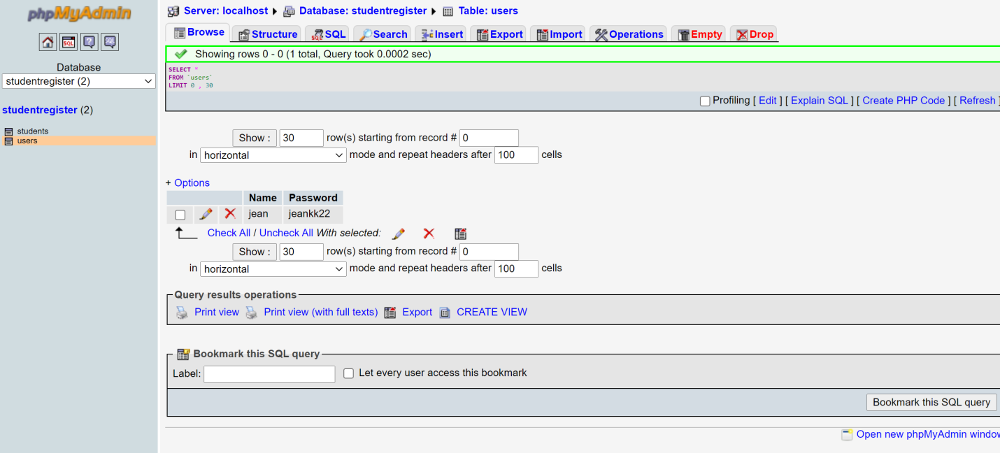 phpMyAdmin
Database
studentregister (2)
studentregister (2)
students
users
Server: localhost Database: studentregister Table: users
Browse Structure SQL Search Insert Export Import Operations Empty Drop
Showing rows 0 - 0 (1 total, Query took 0.0002 sec)
SELECT *
FROM `users`
LIMIT 0 , 30
Profiling [ Edit ] [ Explain SQL ] [ Create PHP Code ] [ Refresh ]
Show : 30 row(s) starting from record # 0
in horizontal mode and repeat headers after 100 cells
+ Options
Name Password
jean jeankk22
Check All / Uncheck All With selected:
Show : 30 row(s) starting from record # 0
in horizontal mode and repeat headers after 100 cells
Query results operations
Print view Print view (with full texts) Export CREATE VIEW
Bookmark this SQL query
Label: Let every user access this bookmark
Bookmark this SQL query
Open new phpMyAdmin window